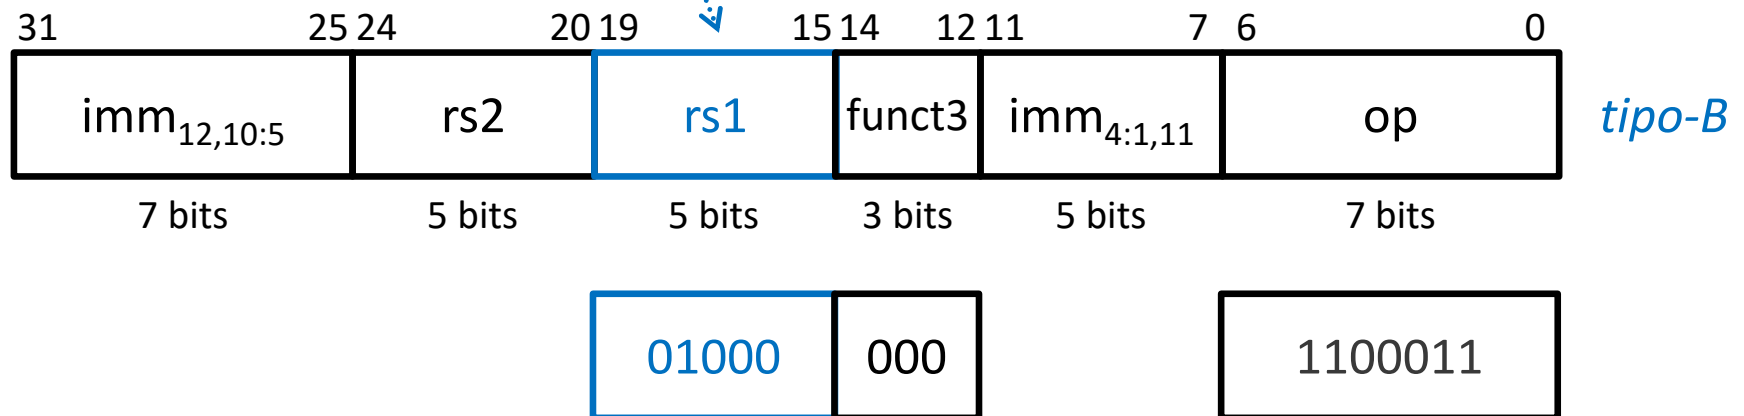 31 25 24 20 19 15 14 12 11 7 6 0
imm12,10:5 rs2 rs1 funct3 imm4:1,11 op tipo-B
7 bits 5 bits 5 bits 3 bits 5 bits 7 bits
01000 000 1100011